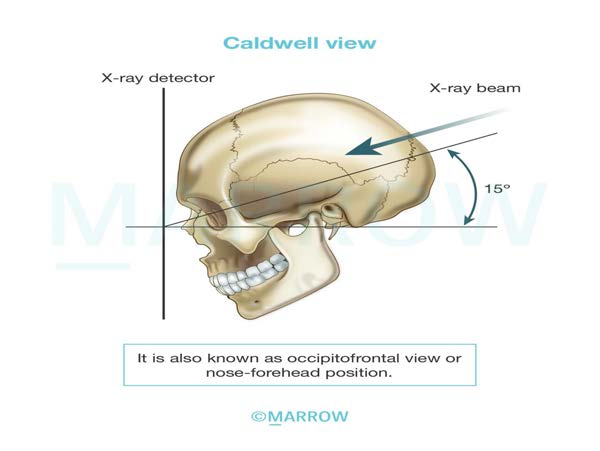 Caldwell view
X-ray detector
X-ray beam
15°
MARROW
It is also known as occipitofrontal view or
nose-forehead position.
©MARROW